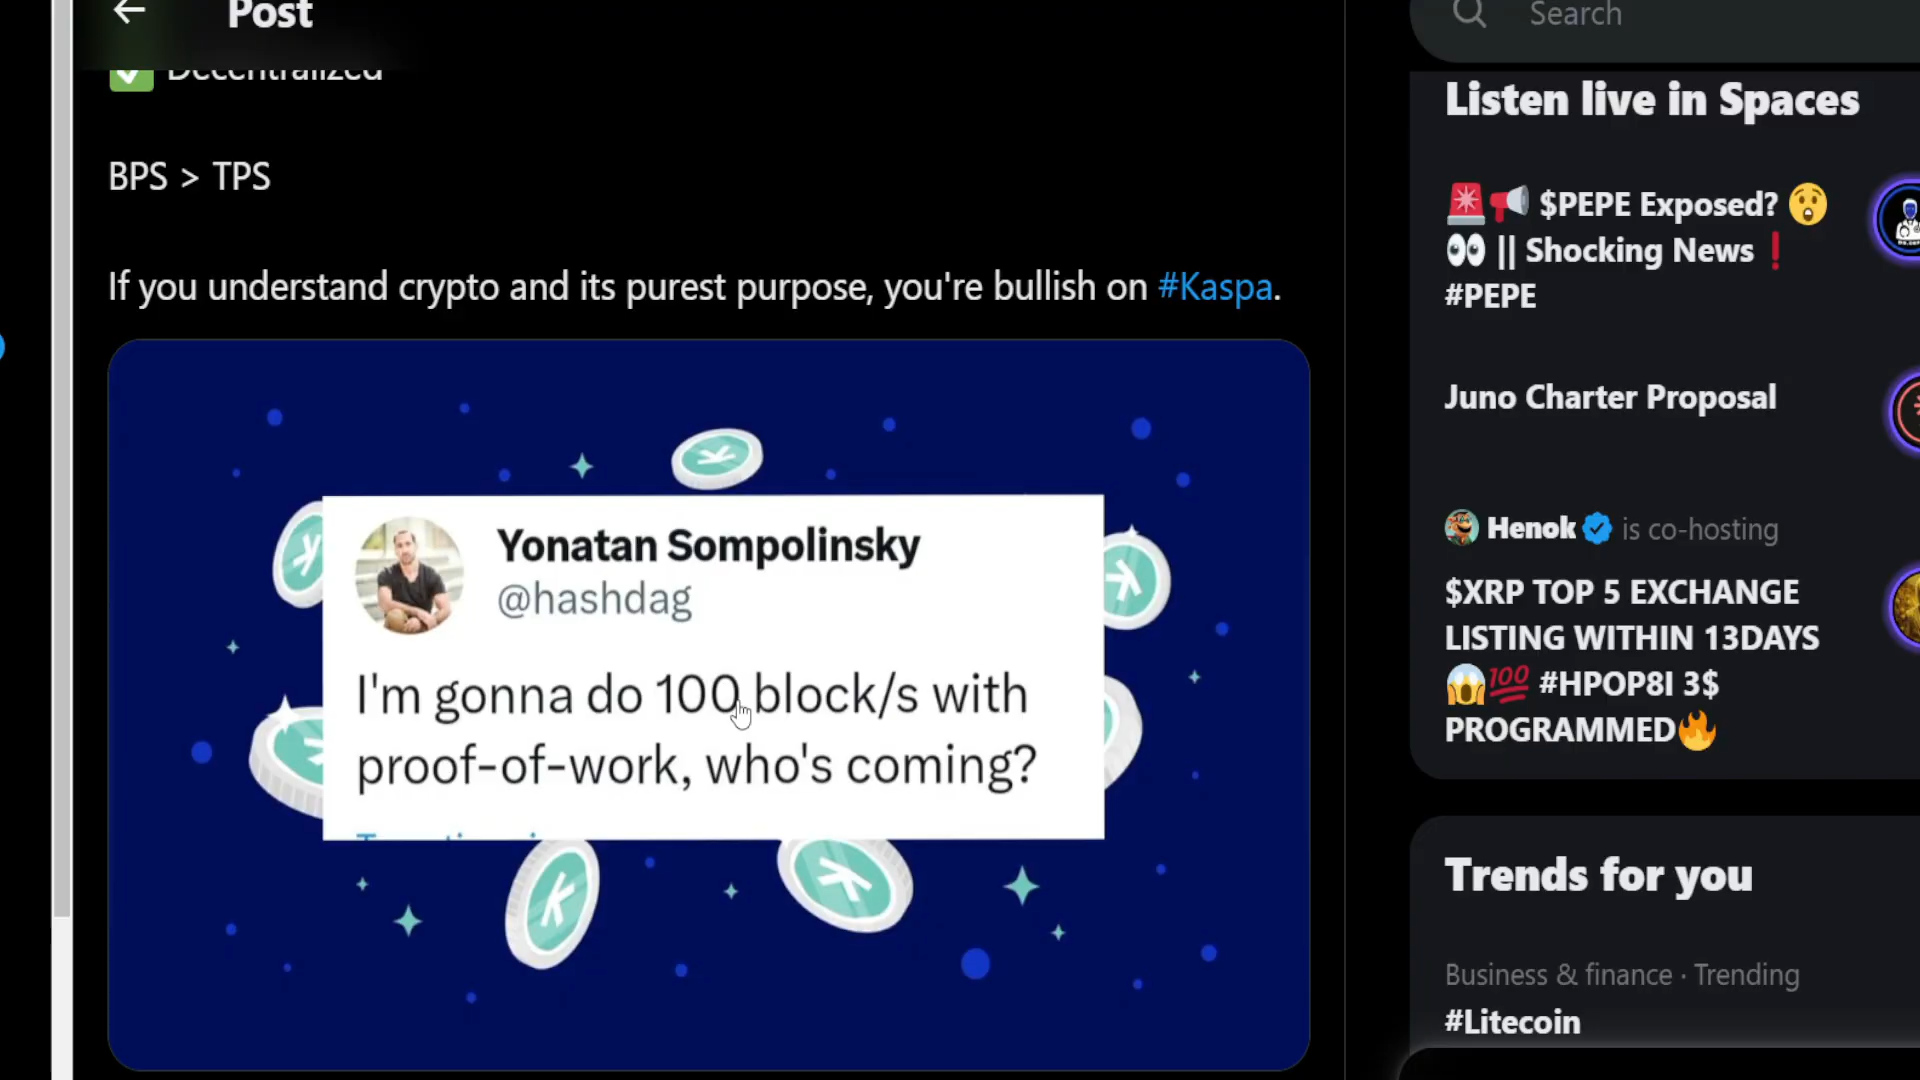 Post
Decentralized
BPS > TPS
If you understand crypto and its purest purpose, you're bullish on #Kaspa.
Yonatan Sompolinsky
@hashdag
I'm gonna do 100 block/s with
proof-of-work, who's coming?
Search
Listen live in Spaces
🚨📢 $PEPE Exposed? 😲
👀 || Shocking News❗
#PEPE
Juno Charter Proposal
Henok is co-hosting
$XRP TOP 5 EXCHANGE
LISTING WITHIN 13DAYS
😱💯 #HPOP8I 3$
PROGRAMMED🔥
Trends for you
Business & finance · Trending
#Litecoin